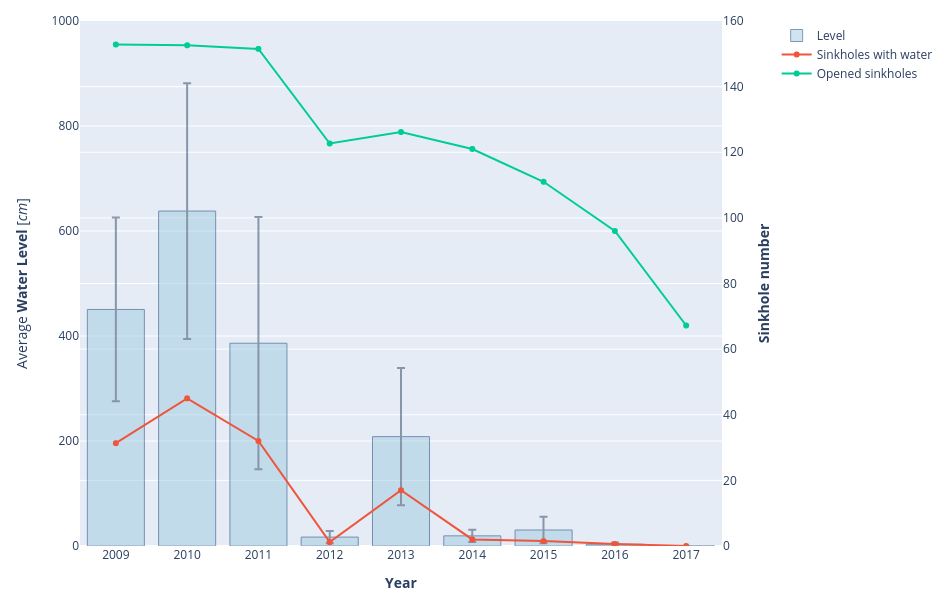 1000
800
600
400
200
0
Average Water Level [cm]
160
140
120
100
80
60
40
20
0
Sinkhole number
2009 2010 2011 2012 2013 2014 2015 2016 2017
Year
Level
Sinkholes with water
Opened sinkholes